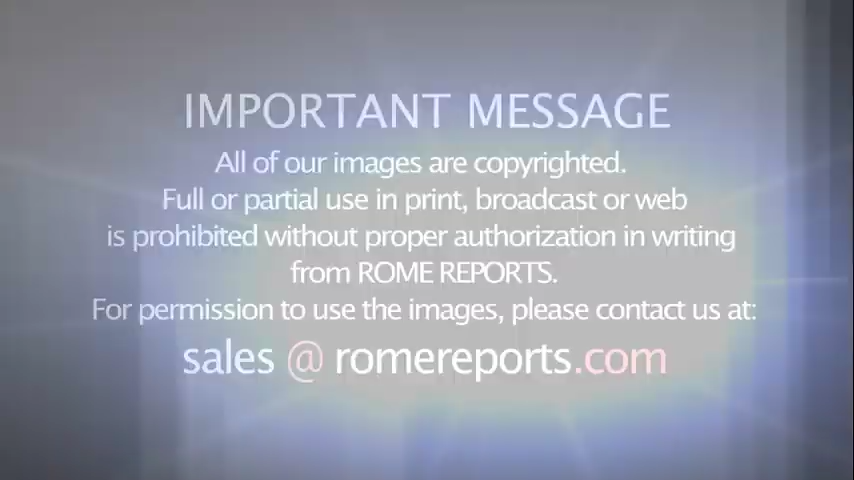 IMPORTANT MESSAGE
All of our images are copyrighted.
Full or partial use in print, broadcast or web
is prohibited without proper authorization in writing
from ROME REPORTS.
For permission to use the images, please contact us at:
sales @ romereports.com